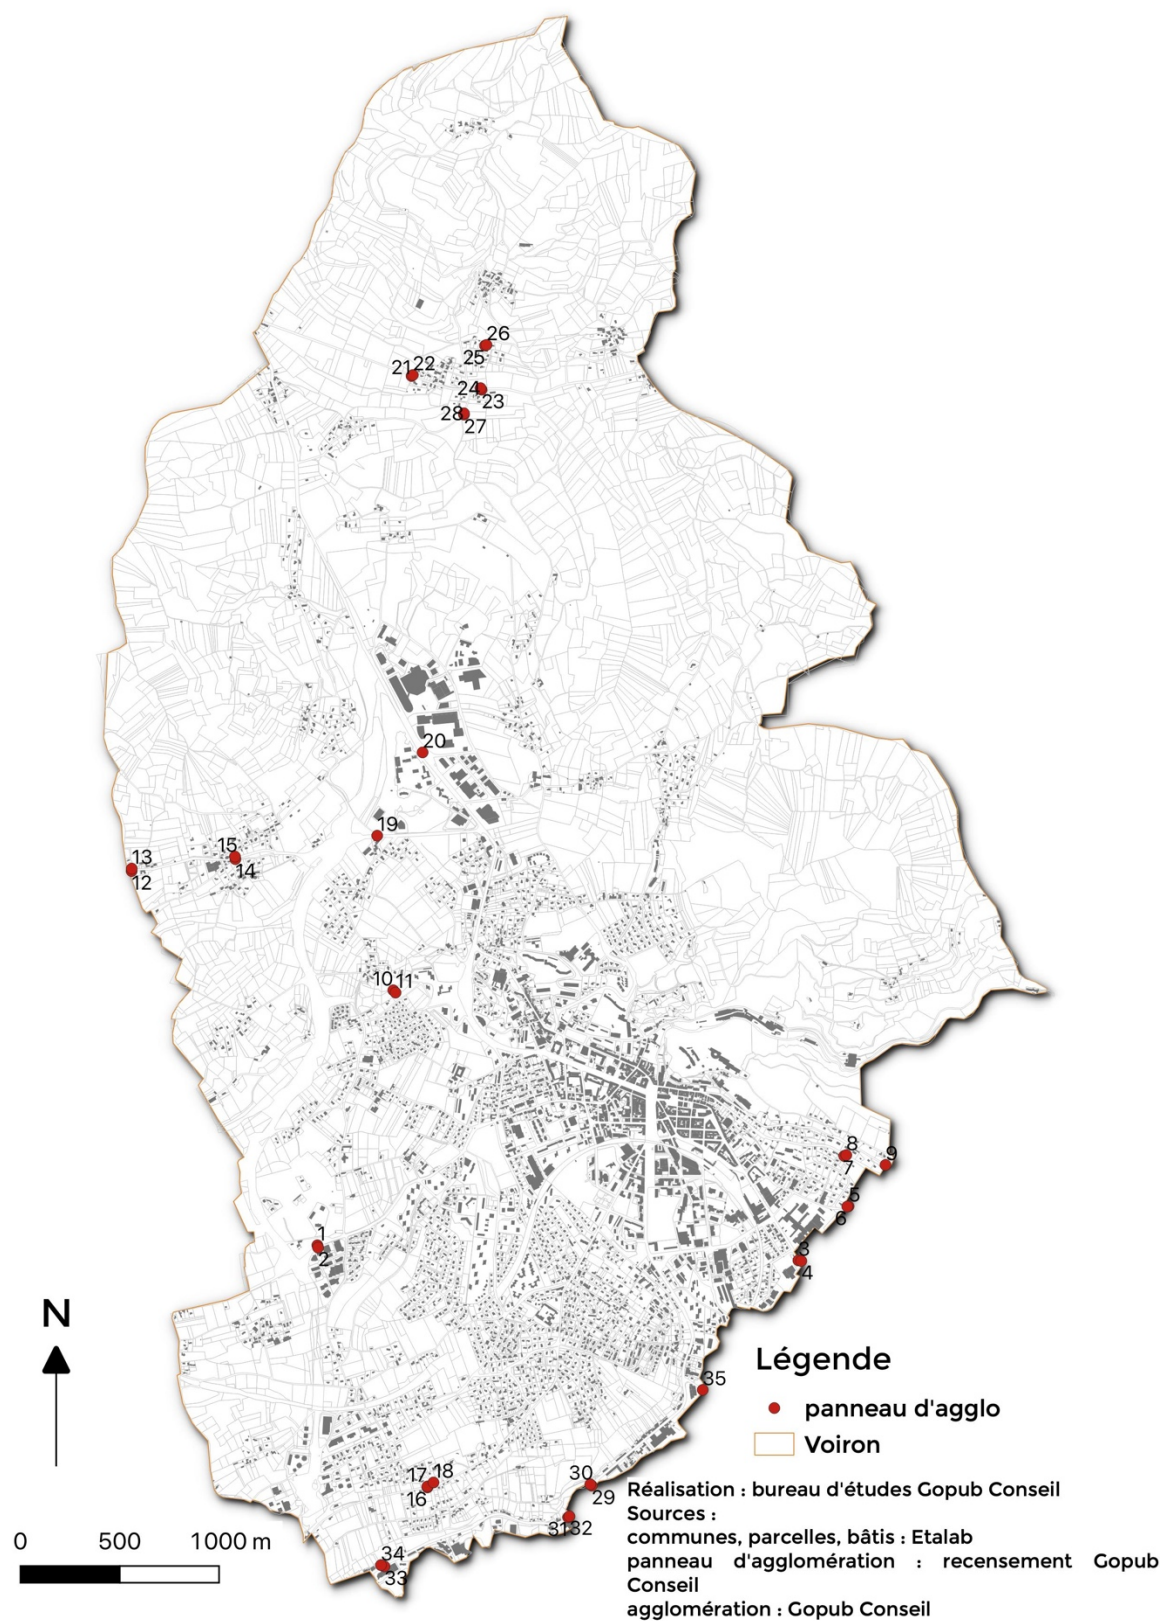 26
25
21 22
24
23
28
27
20
19
13
12
15
14
10 11
8
7
9
5
6
1
2
3
4
N
Légende
35
panneau d'agglo
Voiron
17 18
16
30
29
Réalisation : bureau d'études Gopub Conseil
Sources :
3132
0 500 1000 m
communes, parcelles, bâtis : Etalab
34
33
panneau d'agglomération : recensement Gopub
Conseil
agglomération : Gopub Conseil